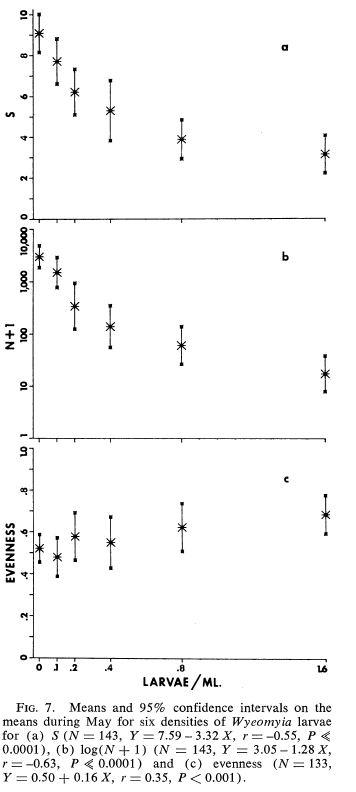 10
8
6
4
2
0
S
a
10,000
1,000
100
10
1
N+1
b
1.0
.8
.6
.4
.2
0
EVENNESS
c
0 .1 .2 .4 .8 1.6
LARVAE/ML.
FIG. 7. Means and 95% confidence intervals on the
means during May for six densities of Wyeomyia larvae
for (a) S (N = 143, Y = 7.59 – 3.32 X, r = –0.55, P ≪
0.0001), (b) log(N + 1) (N = 143, Y = 3.05 – 1.28 X,
r = –0.63, P ≪ 0.0001) and (c) evenness (N = 133,
Y = 0.50 + 0.16 X, r = 0.35, P < 0.001).